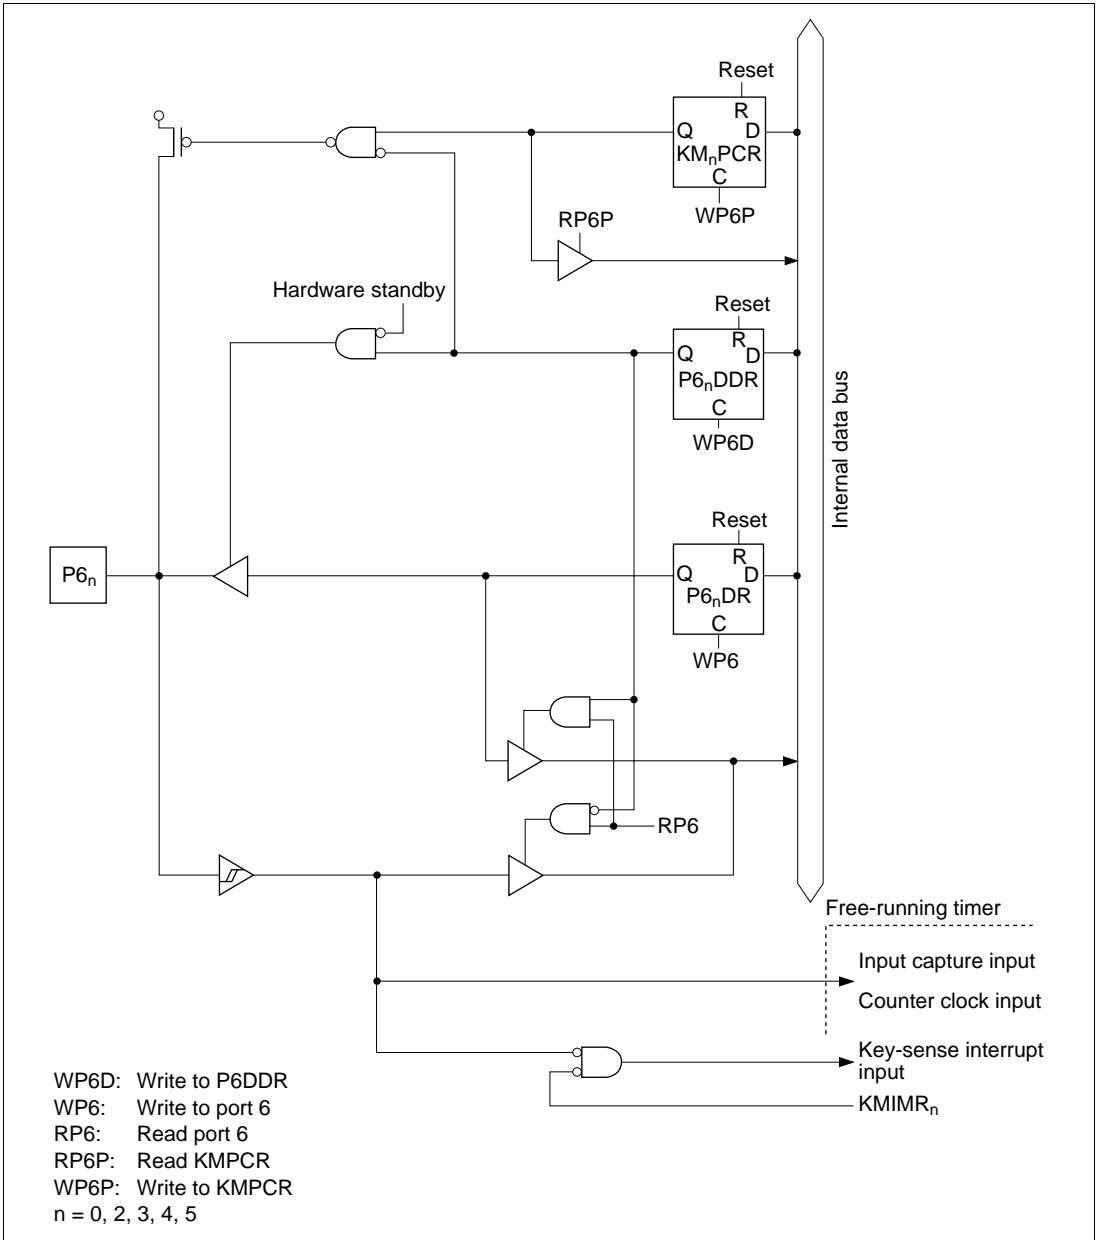 Reset
R
Q D
KMnPCR
C
WP6P
RP6P
Hardware standby
Reset
R
Q D
P6nDDR
C
WP6D
Internal data bus
Reset
R
Q D
P6nDR
C
WP6
P6n
RP6
Free-running timer
Input capture input
Counter clock input
Key-sense interrupt
input
KMIMRn
WP6D: Write to P6DDR
WP6: Write to port 6
RP6: Read port 6
RP6P: Read KMPCR
WP6P: Write to KMPCR
n = 0, 2, 3, 4, 5